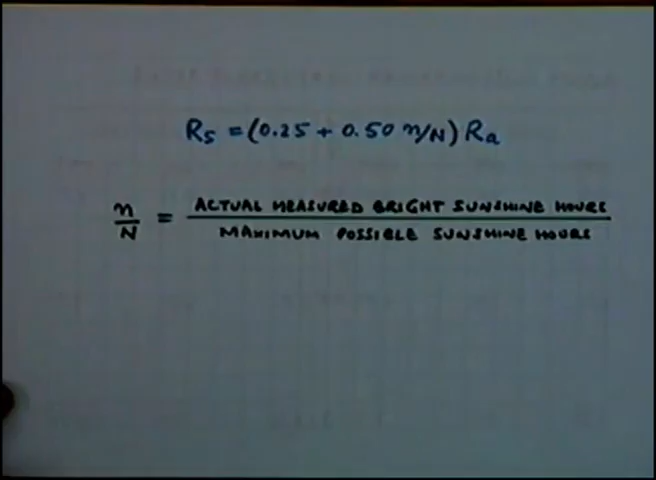 Rs = (0.25 + 0.50 n/N) Ra
n/N = ACTUAL MEASURED BRIGHT SUNSHINE HOURS / MAXIMUM POSSIBLE SUNSHINE HOURS